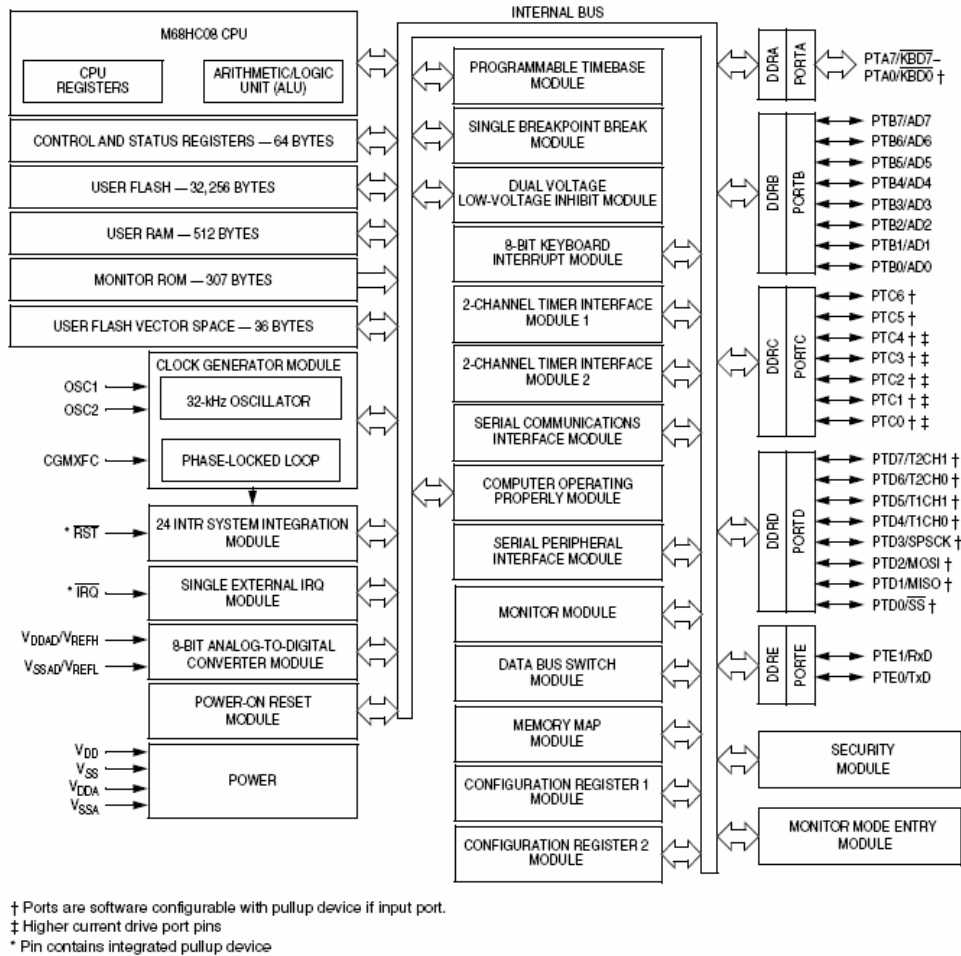 INTERNAL BUS
M68HC08 CPU
CPU
REGISTERS
ARITHMETIC/LOGIC
UNIT (ALU)
CONTROL AND STATUS REGISTERS — 64 BYTES
USER FLASH — 32,256 BYTES
USER RAM — 512 BYTES
MONITOR ROM — 307 BYTES
USER FLASH VECTOR SPACE — 36 BYTES
CLOCK GENERATOR MODULE
OSC1
OSC2
32-kHz OSCILLATOR
CGMXFC
PHASE-LOCKED LOOP
* RST
24 INTR SYSTEM INTEGRATION
MODULE
* IRQ
SINGLE EXTERNAL IRQ
MODULE
VDDAD/VREFH
VSSAD/VREFL
8-BIT ANALOG-TO-DIGITAL
CONVERTER MODULE
POWER-ON RESET
MODULE
VDD
VSS
VDDA
VSSA
POWER
PROGRAMMABLE TIMEBASE
MODULE
SINGLE BREAKPOINT BREAK
MODULE
DUAL VOLTAGE
LOW-VOLTAGE INHIBIT MODULE
8-BIT KEYBOARD
INTERRUPT MODULE
2-CHANNEL TIMER INTERFACE
MODULE 1
2-CHANNEL TIMER INTERFACE
MODULE 2
SERIAL COMMUNICATIONS
INTERFACE MODULE
COMPUTER OPERATING
PROPERLY MODULE
SERIAL PERIPHERAL
INTERFACE MODULE
MONITOR MODULE
DATA BUS SWITCH
MODULE
MEMORY MAP
MODULE
CONFIGURATION REGISTER 1
MODULE
CONFIGURATION REGISTER 2
MODULE
DDRA
PORTA
PTA7/KBD7–
PTA0/KBD0 †
DDRB
PORTB
PTB7/AD7
PTB6/AD6
PTB5/AD5
PTB4/AD4
PTB3/AD3
PTB2/AD2
PTB1/AD1
PTB0/AD0
DDRC
PORTC
PTC6 †
PTC5 †
PTC4 † ‡
PTC3 † ‡
PTC2 † ‡
PTC1 † ‡
PTC0 † ‡
DDRD
PORTD
PTD7/T2CH1 †
PTD6/T2CH0 †
PTD5/T1CH1 †
PTD4/T1CH0 †
PTD3/SPSCK †
PTD2/MOSI †
PTD1/MISO †
PTD0/SS †
DDRE
PORTE
PTE1/RxD
PTE0/TxD
SECURITY
MODULE
MONITOR MODE ENTRY
MODULE
† Ports are software configurable with pullup device if input port.
‡ Higher current drive port pins
* Pin contains integrated pullup device